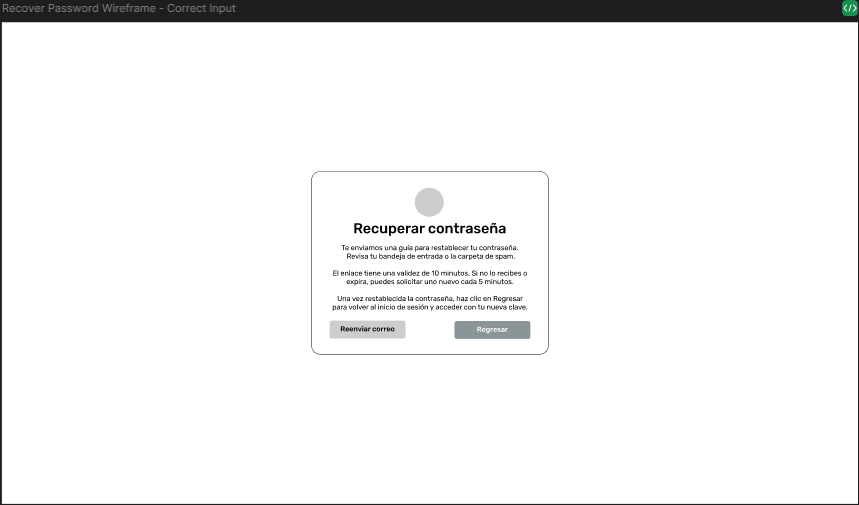 Recover Password Wireframe - Correct Input
</>
Recuperar contraseña
Te enviamos una guía para restablecer tu contraseña.
Revisa tu bandeja de entrada o la carpeta de spam.
El enlace tiene una validez de 10 minutos. Si no lo recibes o
expira, puedes solicitar uno nuevo cada 5 minutos.
Una vez restablecida la contraseña, haz clic en Regresar
para volver al inicio de sesión y acceder con tu nueva clave.
Reenviar correo
Regresar